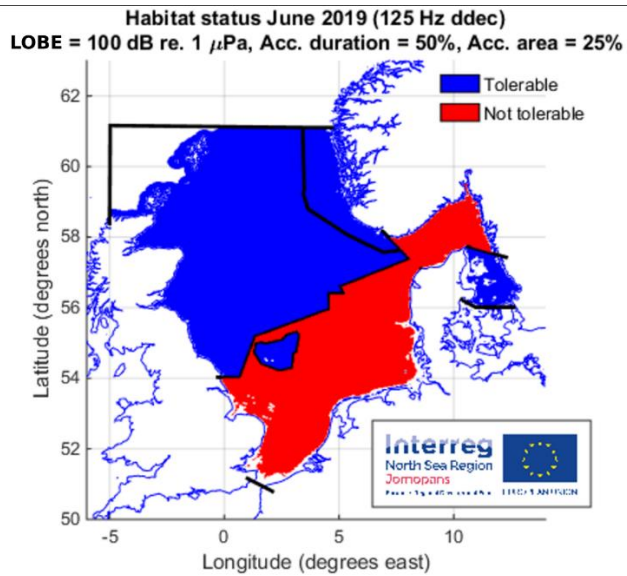 Habitat status June 2019 (125 Hz ddec)
LOBE = 100 dB re. 1 μPa, Acc. duration = 50%, Acc. area = 25%
Tolerable
Not tolerable
62
60
58
56
54
52
50
Latitude (degrees north)
-5 0 5 10
Longitude (degrees east)
Interreg
North Sea Region
Jomopans
EUROPEAN UNION